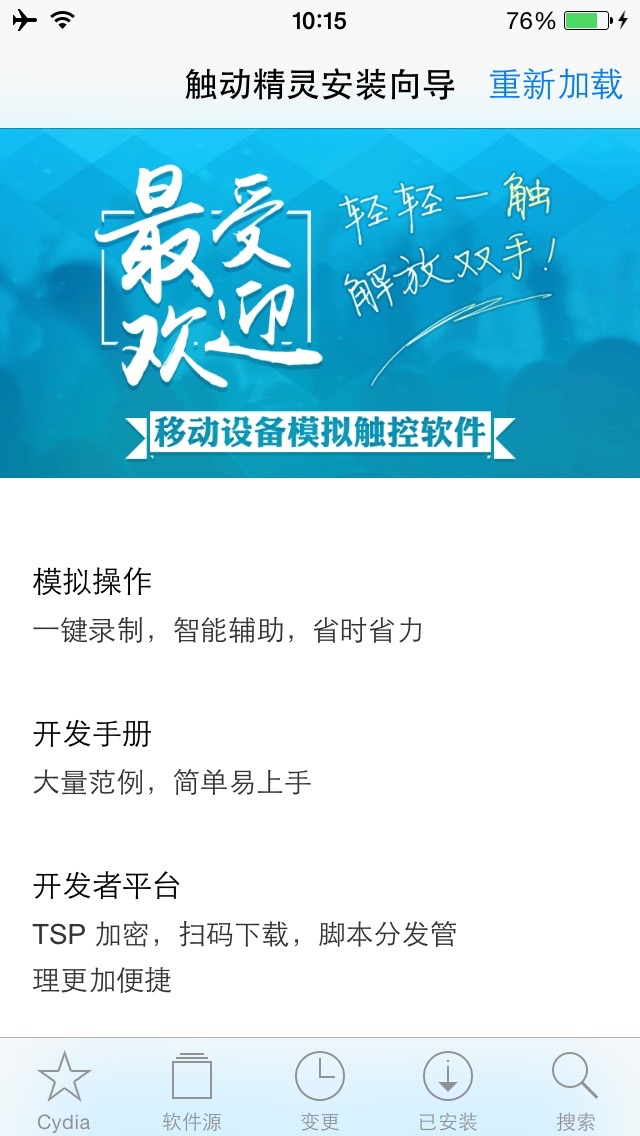 10:15
76%
触动精灵安装向导
重新加载
最受
欢迎
轻轻一触
解放双手!
移动设备模拟触控软件
模拟操作
一键录制，智能辅助，省时省力
开发手册
大量范例，简单易上手
开发者平台
TSP 加密，扫码下载，脚本分发管
理更加便捷
Cydia
软件源
变更
已安装
搜索